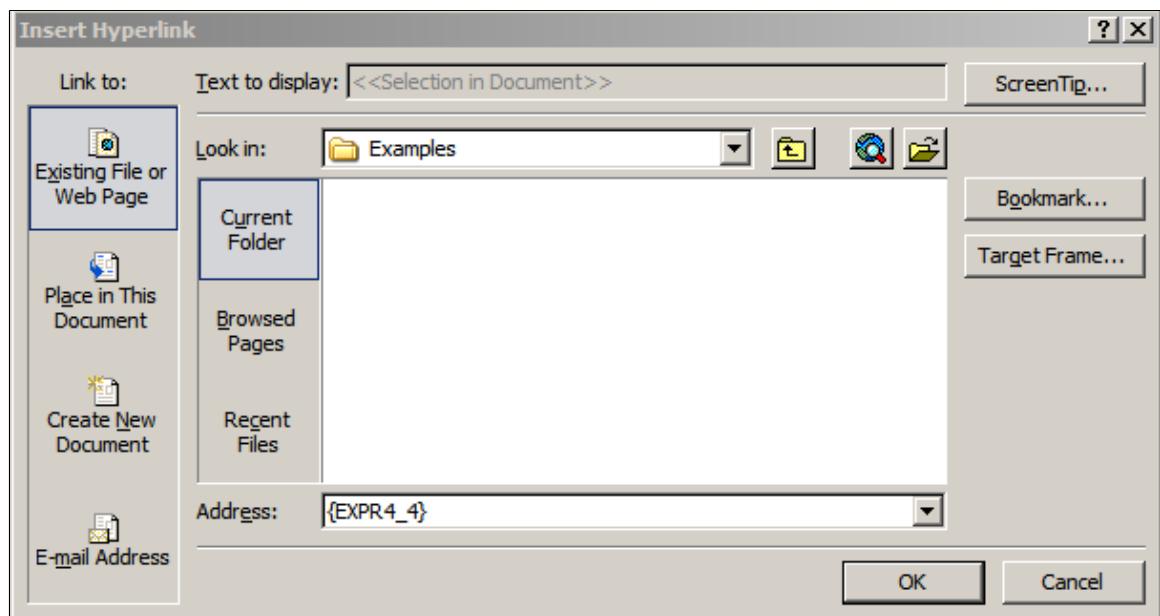 Insert Hyperlink
Link to:
Text to display: <<Selection in Document>>
ScreenTip...
Existing File or
Web Page
Look in:
Examples
Current
Folder
Bookmark...
Target Frame...
Place in This
Document
Browsed
Pages
Create New
Document
Recent
Files
Address:
{EXPR4_4}
E-mail Address
OK
Cancel